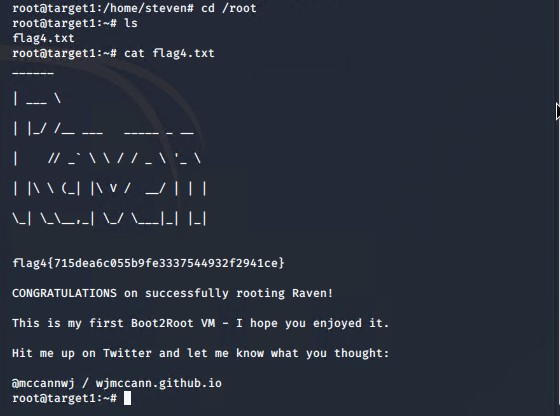 root@target1:/home/steven# cd /root
root@target1:~# ls
flag4.txt
root@target1:~# cat flag4.txt
______
| ___ \
| |_/ /__ ___   _____ _ __
|    // _` \ \ / / _ \ '_ \
| |\ \ (_| |\ V /  __/ | | |
\_| \_\__,_| \_/ \___|_| |_|
flag4{715dea6c055b9fe3337544932f2941ce}
CONGRATULATIONS on successfully rooting Raven!
This is my first Boot2Root VM - I hope you enjoyed it.
Hit me up on Twitter and let me know what you thought:
@mccannwj / wjmccann.github.io
root@target1:~#